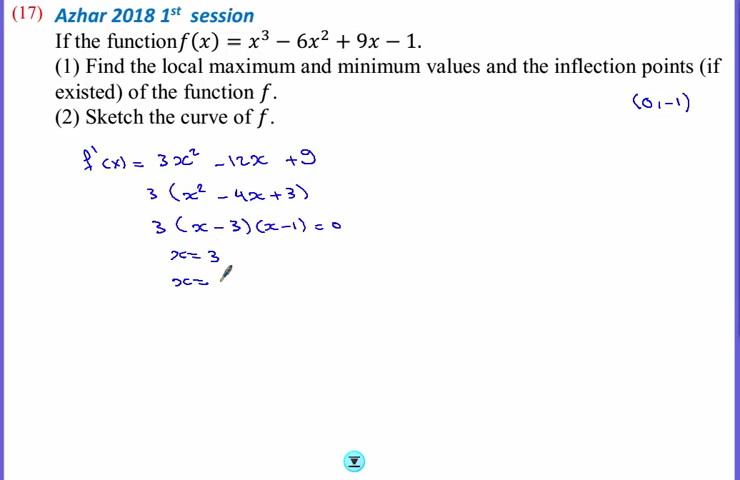 (17) Azhar 2018 1st session
If the function f(x) = x³ − 6x² + 9x − 1.
(1) Find the local maximum and minimum values and the inflection points (if
existed) of the function f.
(0,-1)
(2) Sketch the curve of f.
f'(x) = 3x² -12x +9
3 (x² - 4x + 3)
3 (x - 3)(x - 1) = 0
x = 3
x =